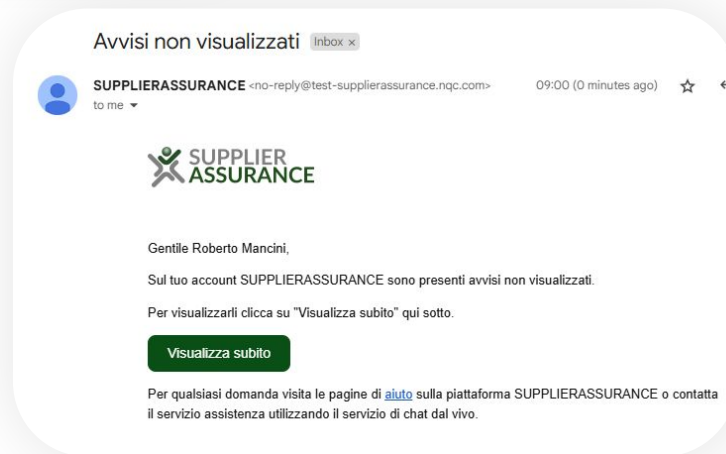 Avvisi non visualizzati Inbox ×
SUPPLIERASSURANCE <no-reply@test-supplierassurance.nqc.com> 09:00 (0 minutes ago)
to me
SUPPLIER
ASSURANCE
Gentile Roberto Mancini,
Sul tuo account SUPPLIERASSURANCE sono presenti avvisi non visualizzati.
Per visualizzarli clicca su "Visualizza subito" qui sotto.
Visualizza subito
Per qualsiasi domanda visita le pagine di aiuto sulla piattaforma SUPPLIERASSURANCE o contatta
il servizio assistenza utilizzando il servizio di chat dal vivo.